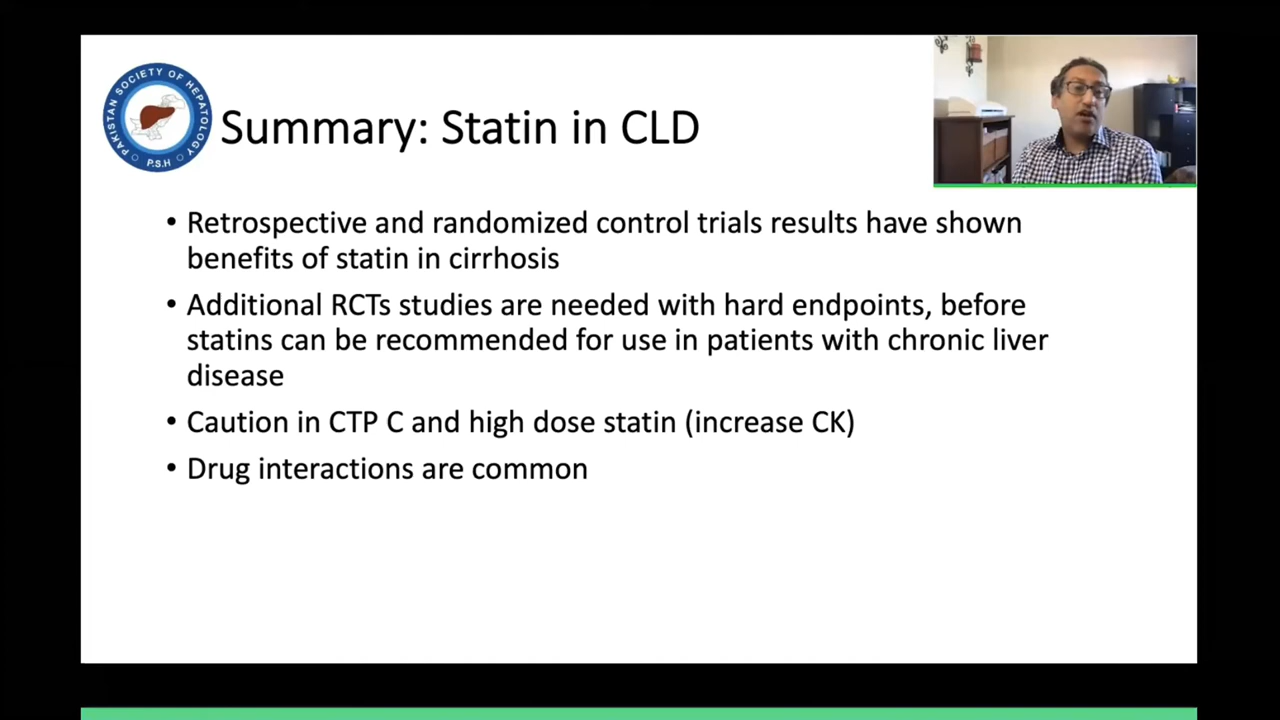 PAKISTAN SOCIETY OF HEPATOLOGY
P.S.H
Summary: Statin in CLD
• Retrospective and randomized control trials results have shown
benefits of statin in cirrhosis
• Additional RCTs studies are needed with hard endpoints, before
statins can be recommended for use in patients with chronic liver
disease
• Caution in CTP C and high dose statin (increase CK)
• Drug interactions are common